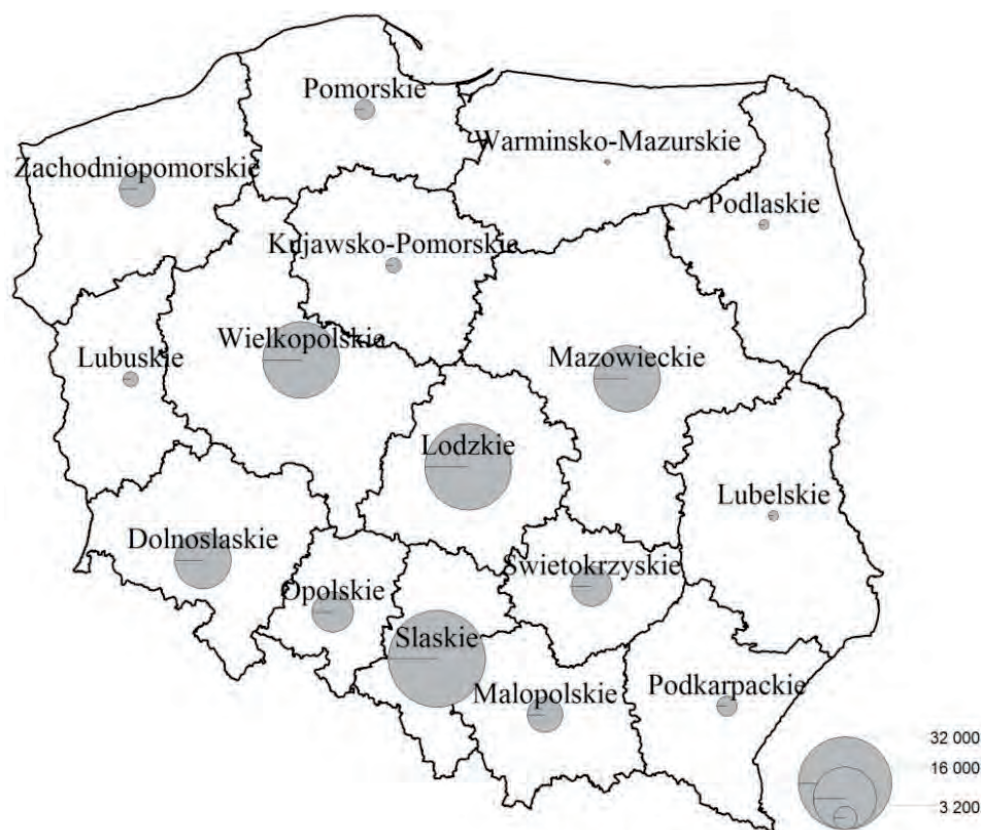 Pomorskie
Warminsko-Mazurskie
Zachodniopomorskie
Podlaskie
Kujawsko-Pomorskie
Wielkopolskie
Lubuskie
Mazowieckie
Lodzkie
Lubelskie
Dolnoslaskie
Swietokrzyskie
Opolskie
Slaskie
Malopolskie
Podkarpackie
32 000
16 000
3 200